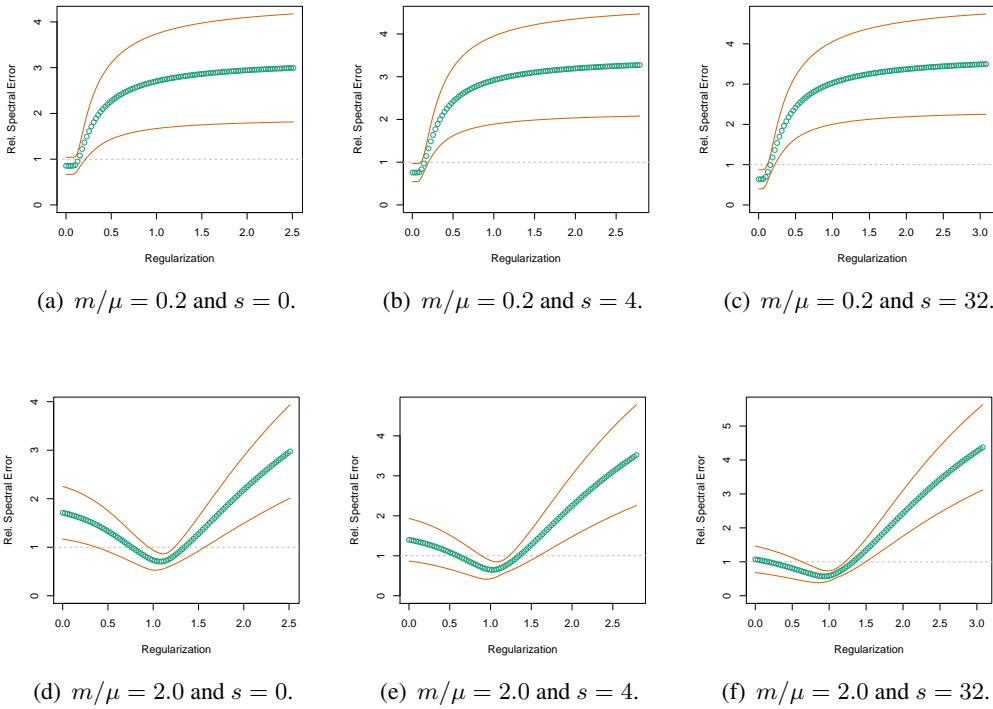 Rel. Spectral Error
0 1 2 3 4
0.0 0.5 1.0 1.5 2.0 2.5
Regularization
(a) m/μ = 0.2 and s = 0.
Rel. Spectral Error
0 1 2 3 4
0.0 0.5 1.0 1.5 2.0 2.5
Regularization
(b) m/μ = 0.2 and s = 4.
Rel. Spectral Error
0 1 2 3 4
0.0 0.5 1.0 1.5 2.0 2.5 3.0
Regularization
(c) m/μ = 0.2 and s = 32.
Rel. Spectral Error
0 1 2 3 4
0.0 0.5 1.0 1.5 2.0 2.5
Regularization
(d) m/μ = 2.0 and s = 0.
Rel. Spectral Error
0 1 2 3 4
0.0 0.5 1.0 1.5 2.0 2.5
Regularization
(e) m/μ = 2.0 and s = 4.
Rel. Spectral Error
0 1 2 3 4 5
0.0 0.5 1.0 1.5 2.0 2.5 3.0
Regularization
(f) m/μ = 2.0 and s = 32.